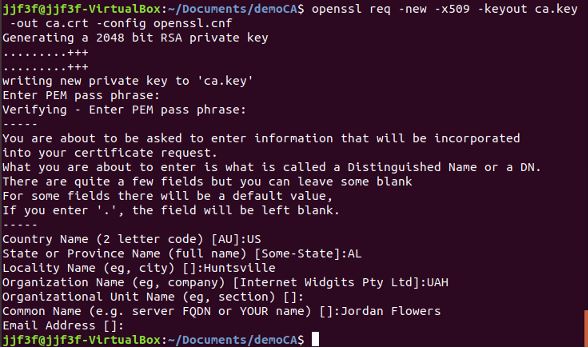 jjf3f@jjf3f-VirtualBox:~/Documents/demoCA$ openssl req -new -x509 -keyout ca.key
-out ca.crt -config openssl.cnf
Generating a 2048 bit RSA private key
.........+++
.........+++
writing new private key to 'ca.key'
Enter PEM pass phrase:
Verifying - Enter PEM pass phrase:
-----
You are about to be asked to enter information that will be incorporated
into your certificate request.
What you are about to enter is what is called a Distinguished Name or a DN.
There are quite a few fields but you can leave some blank
For some fields there will be a default value,
If you enter '.', the field will be left blank.
-----
Country Name (2 letter code) [AU]:US
State or Province Name (full name) [Some-State]:AL
Locality Name (eg, city) []:Huntsville
Organization Name (eg, company) [Internet Widgits Pty Ltd]:UAH
Organizational Unit Name (eg, section) []:
Common Name (e.g. server FQDN or YOUR name) []:Jordan Flowers
Email Address []:
jjf3f@jjf3f-VirtualBox:~/Documents/demoCA$